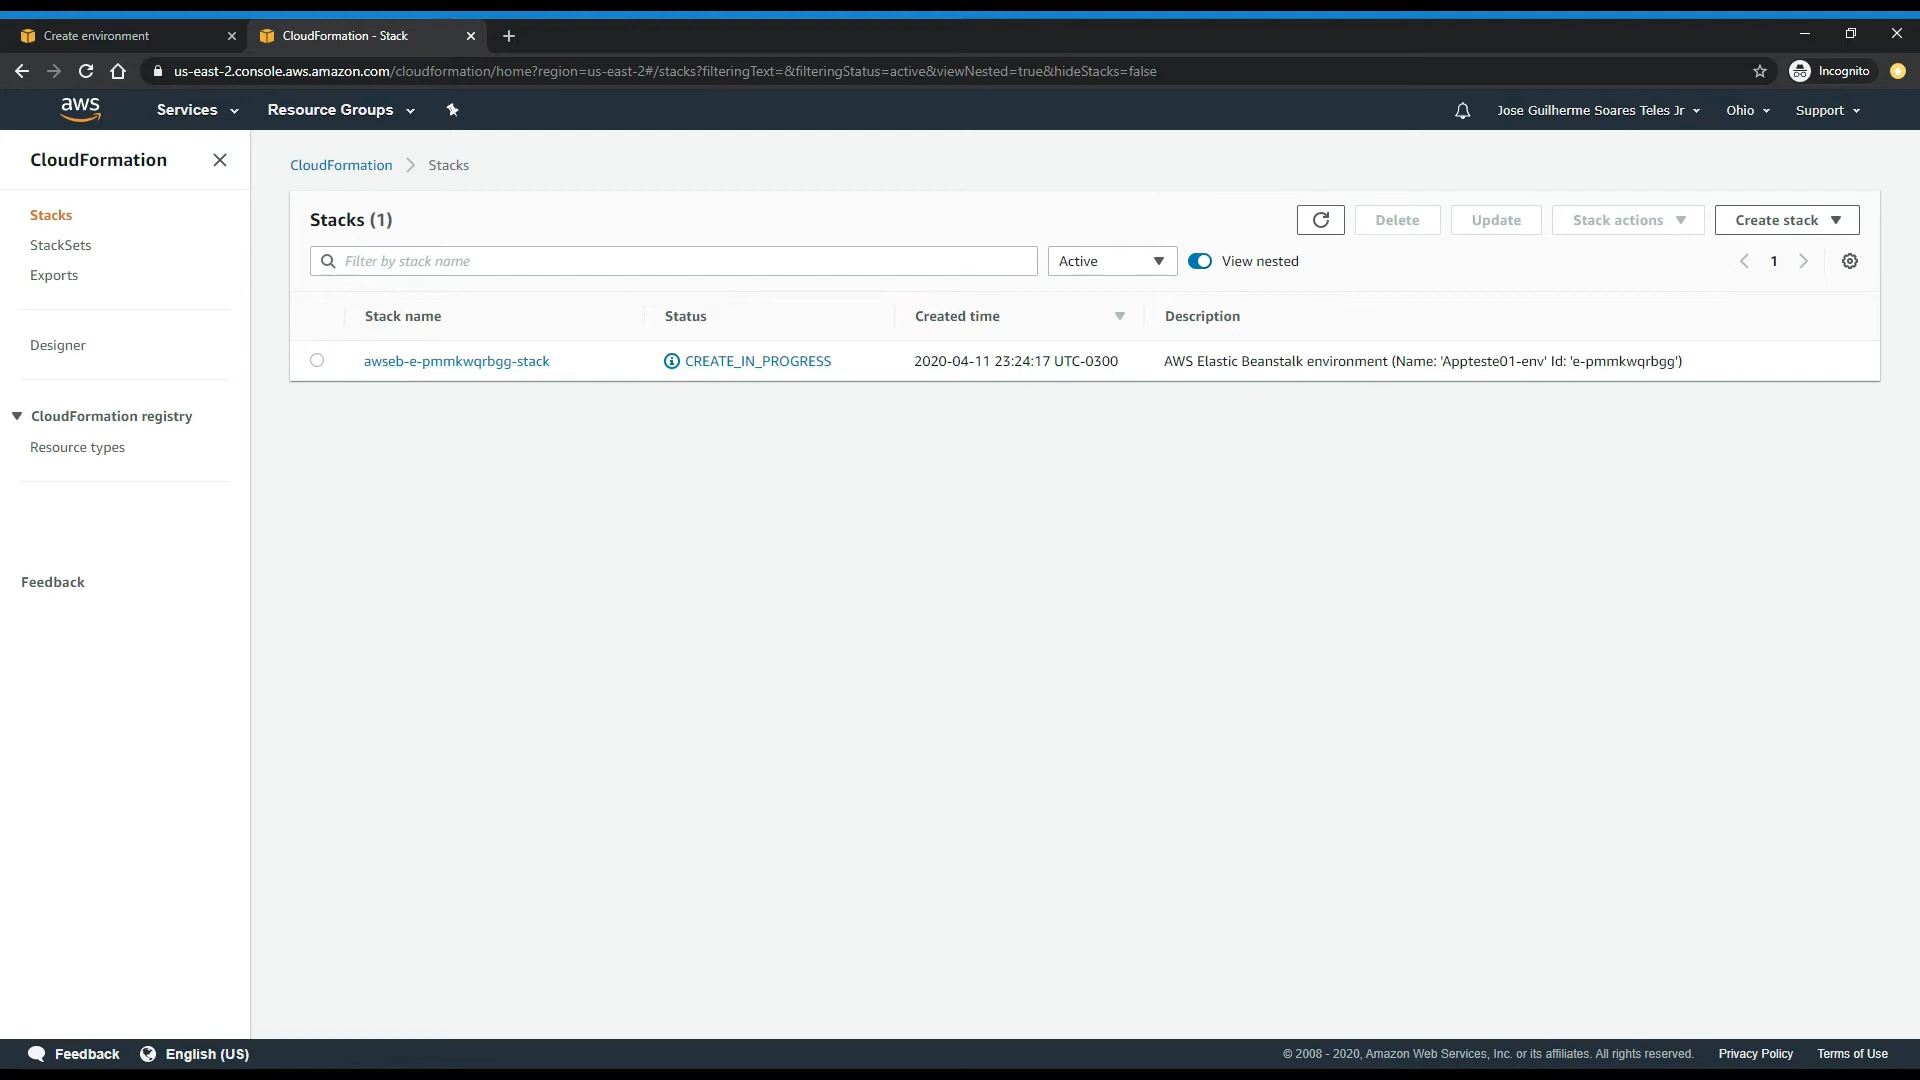 Create environment
CloudFormation - Stack
us-east-2.console.aws.amazon.com/cloudformation/home?region=us-east-2#/stacks?filteringText=&filteringStatus=active&viewNested=true&hideStacks=false
Incognito
aws
Services
Resource Groups
Jose Guilherme Soares Teles Jr
Ohio
Support
CloudFormation
Stacks
StackSets
Exports
Designer
CloudFormation registry
Resource types
Feedback
CloudFormation
Stacks
Stacks (1)
Delete
Update
Stack actions
Create stack
Filter by stack name
Active
View nested
1
Stack name
Status
Created time
Description
awseb-e-pmmkwqrbgg-stack
CREATE_IN_PROGRESS
2020-04-11 23:24:17 UTC-0300
AWS Elastic Beanstalk environment (Name: 'Appteste01-env' Id: 'e-pmmkwqrbgg')
Feedback
English (US)
© 2008 - 2020, Amazon Web Services, Inc. or its affiliates. All rights reserved.
Privacy Policy
Terms of Use